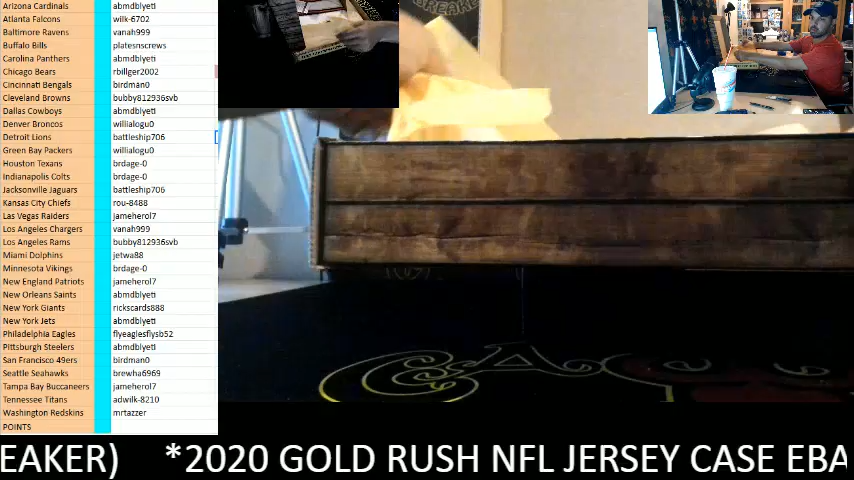 Arizona Cardinals abmdblyeti
Atlanta Falcons wilk-6702
Baltimore Ravens vanah999
Buffalo Bills platesnscrews
Carolina Panthers abmdblyeti
Chicago Bears rbillger2002
Cincinnati Bengals birdman0
Cleveland Browns bubby812936svb
Dallas Cowboys abmdblyeti
Denver Broncos willialogu0
Detroit Lions battleship706
Green Bay Packers willialogu0
Houston Texans brdage-0
Indianapolis Colts brdage-0
Jacksonville Jaguars battleship706
Kansas City Chiefs rou-8488
Las Vegas Raiders jameherol7
Los Angeles Chargers vanah999
Los Angeles Rams bubby812936svb
Miami Dolphins jetwa88
Minnesota Vikings brdage-0
New England Patriots jameherol7
New Orleans Saints abmdblyeti
New York Giants rickscards888
New York Jets abmdblyeti
Philadelphia Eagles flyeaglesflysb52
Pittsburgh Steelers abmdblyeti
San Francisco 49ers birdman0
Seattle Seahawks brewha6969
Tampa Bay Buccaneers jameherol7
Tennessee Titans adwilk-8210
Washington Redskins mrtazzer
POINTS
EAKER) *2020 GOLD RUSH NFL JERSEY CASE EBA